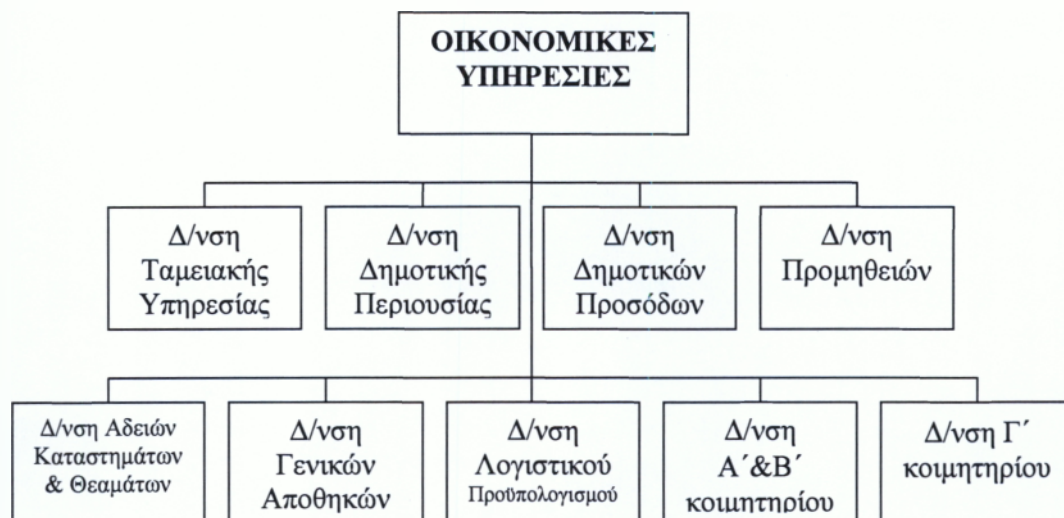 ΟΙΚΟΝΟΜΙΚΕΣ
ΥΠΗΡΕΣΙΕΣ
Δ/νση
Ταμειακής
Υπηρεσίας
Δ/νση
Δημοτικής
Περιουσίας
Δ/νση
Δημοτικών
Προσόδων
Δ/νση
Προμηθειών
Δ/νση Αδειών
Καταστημάτων
& Θεαμάτων
Δ/νση
Γενικών
Αποθηκών
Δ/νση
Λογιστικού
Προϋπολογισμού
Δ/νση
Α΄&Β΄
κοιμητηρίου
Δ/νση Γ΄
κοιμητηρίου